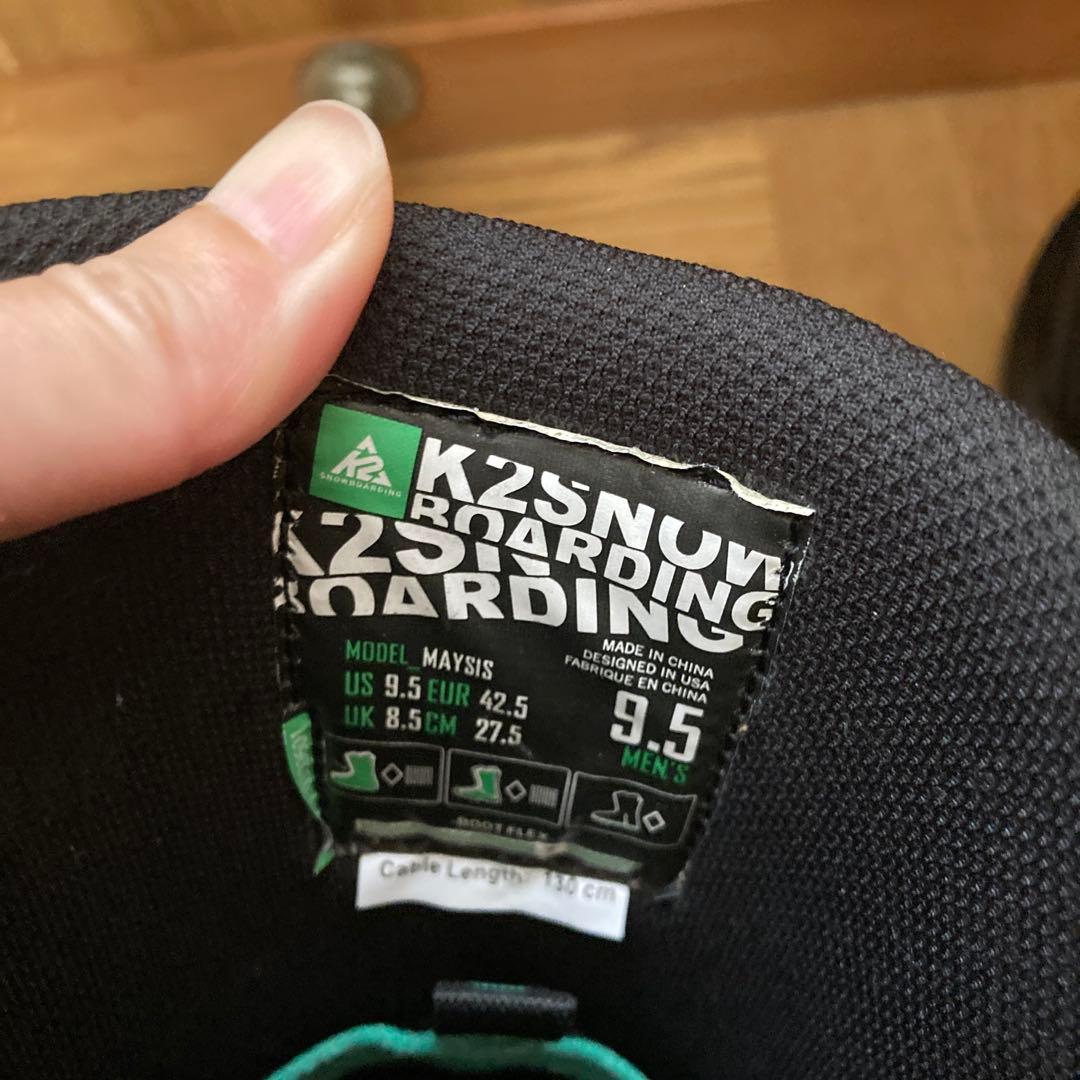 K2
SNOWBOARDING
K2SNOW
BOARDING
K2SN
BOARDING
MADE IN CHINA
DESIGNED IN USA
FABRIQUE EN CHINA
MODEL_MAYSIS
US 9.5 EUR 42.5
UK 8.5 CM 27.5
9.5
MEN'S
BOOT FLEX
Cable Length: 130 cm